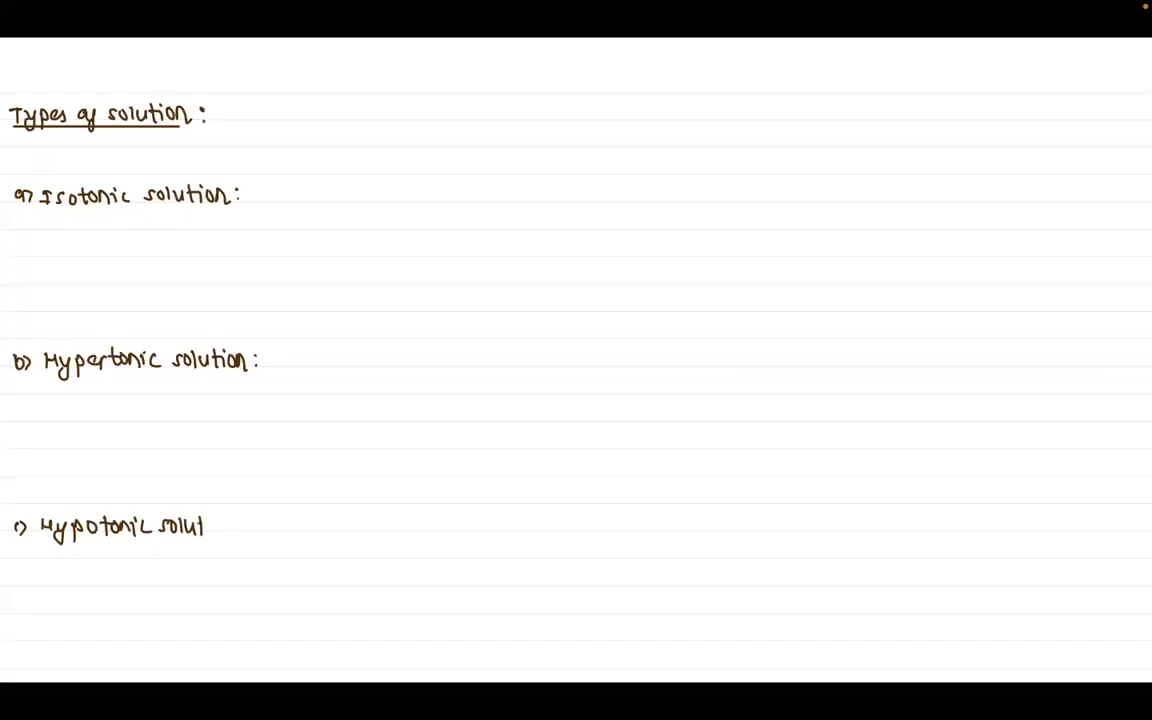 Types of solution:
a) Isotonic solution:
b) Hypertonic solution:
c) Hypotonic solut